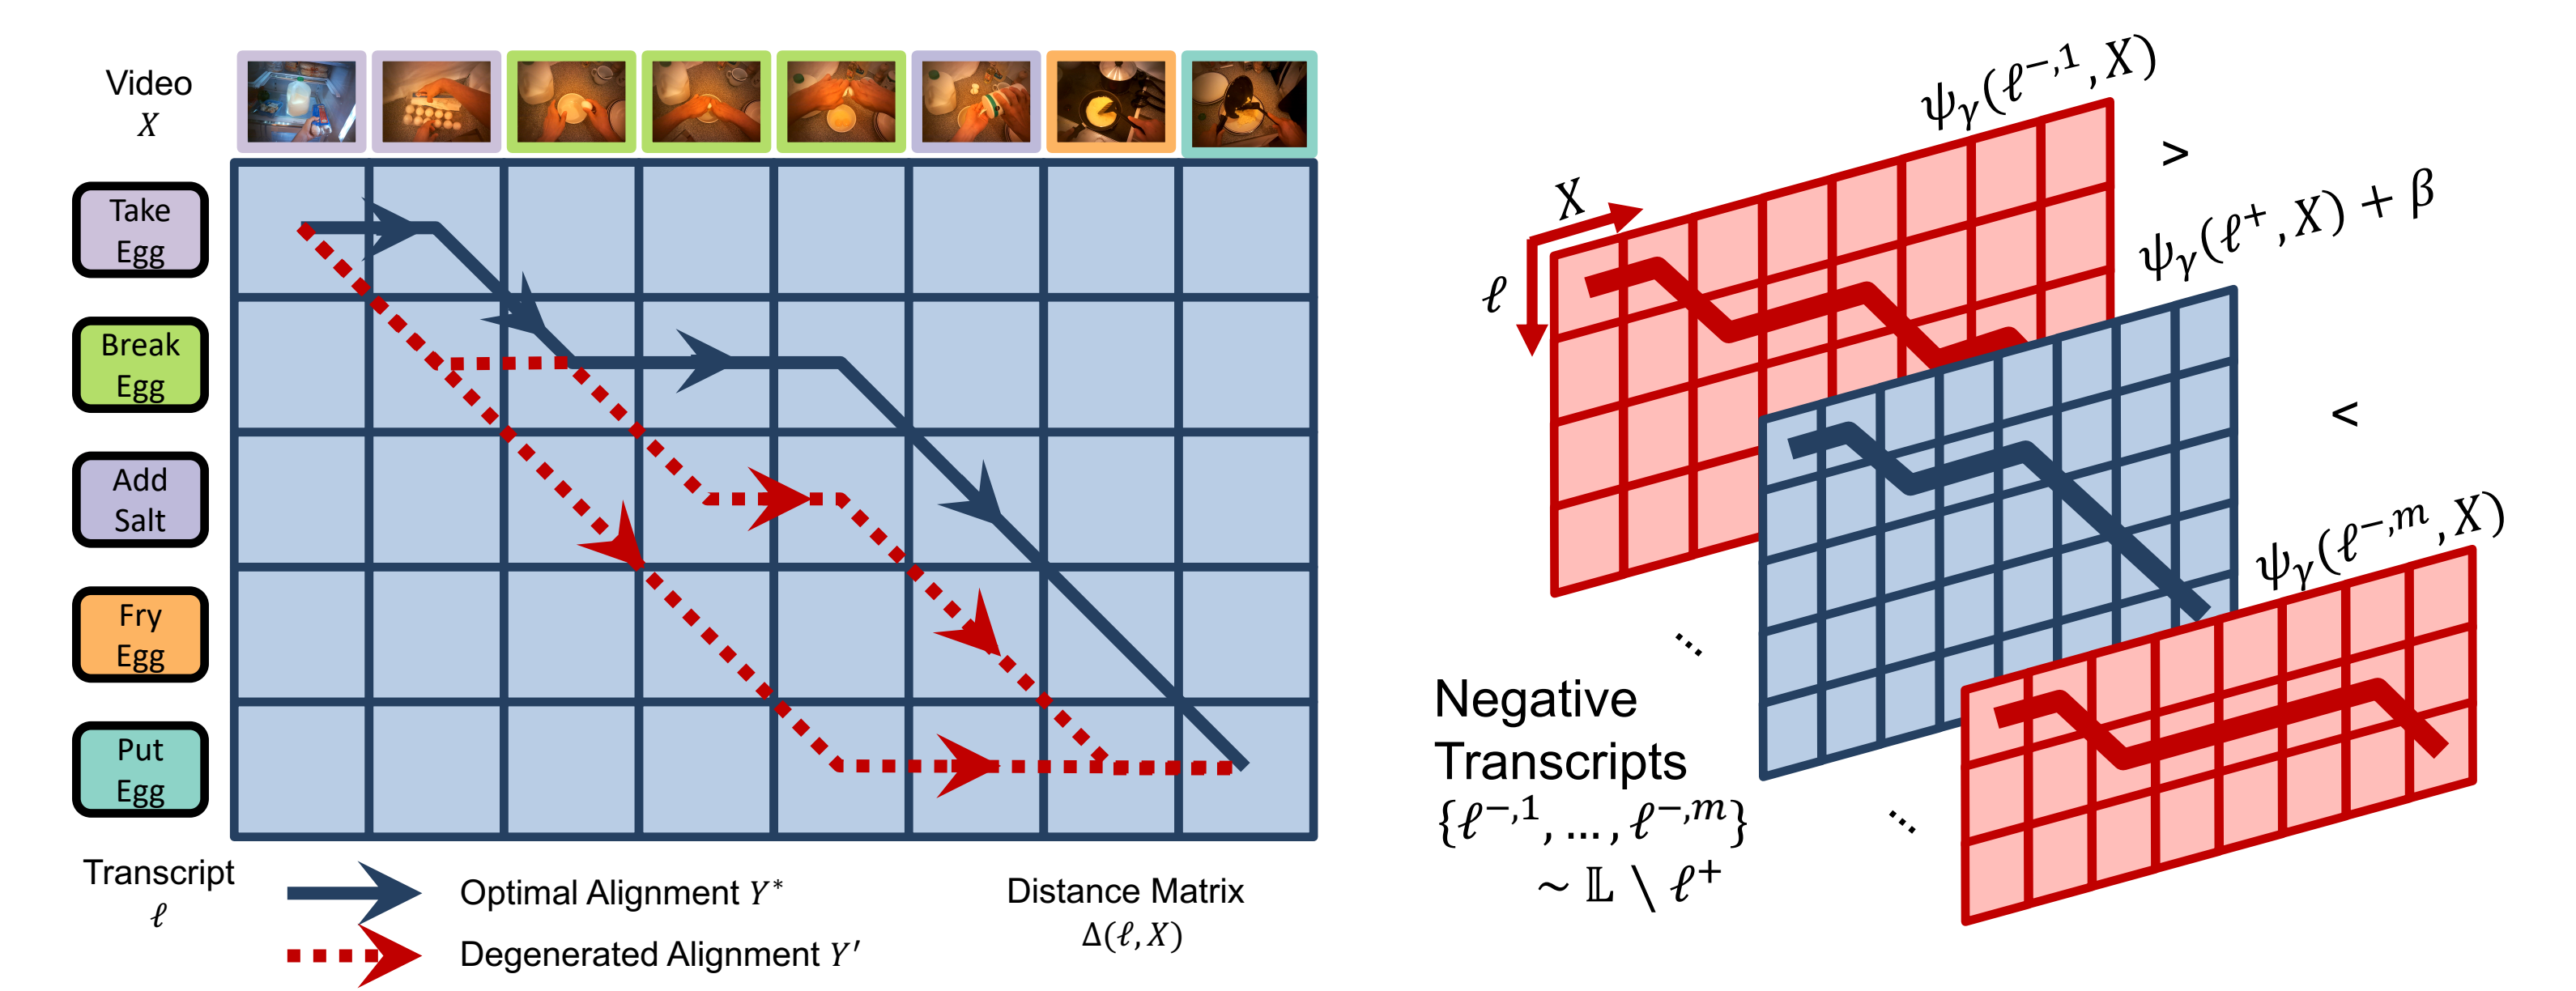 Video
X
Take
Egg
Break
Egg
Add
Salt
Fry
Egg
Put
Egg
Transcript
ℓ
Optimal Alignment Y*
Degenerated Alignment Y′
Distance Matrix
Δ(ℓ, X)
X
ℓ
ψγ(ℓ^{−,1}, X)
>
ψγ(ℓ⁺, X) + β
<
ψγ(ℓ^{−,m}, X)
...
Negative
Transcripts
{ℓ^{−,1}, …, ℓ^{−,m}}
~ 𝕃 \ ℓ⁺
...